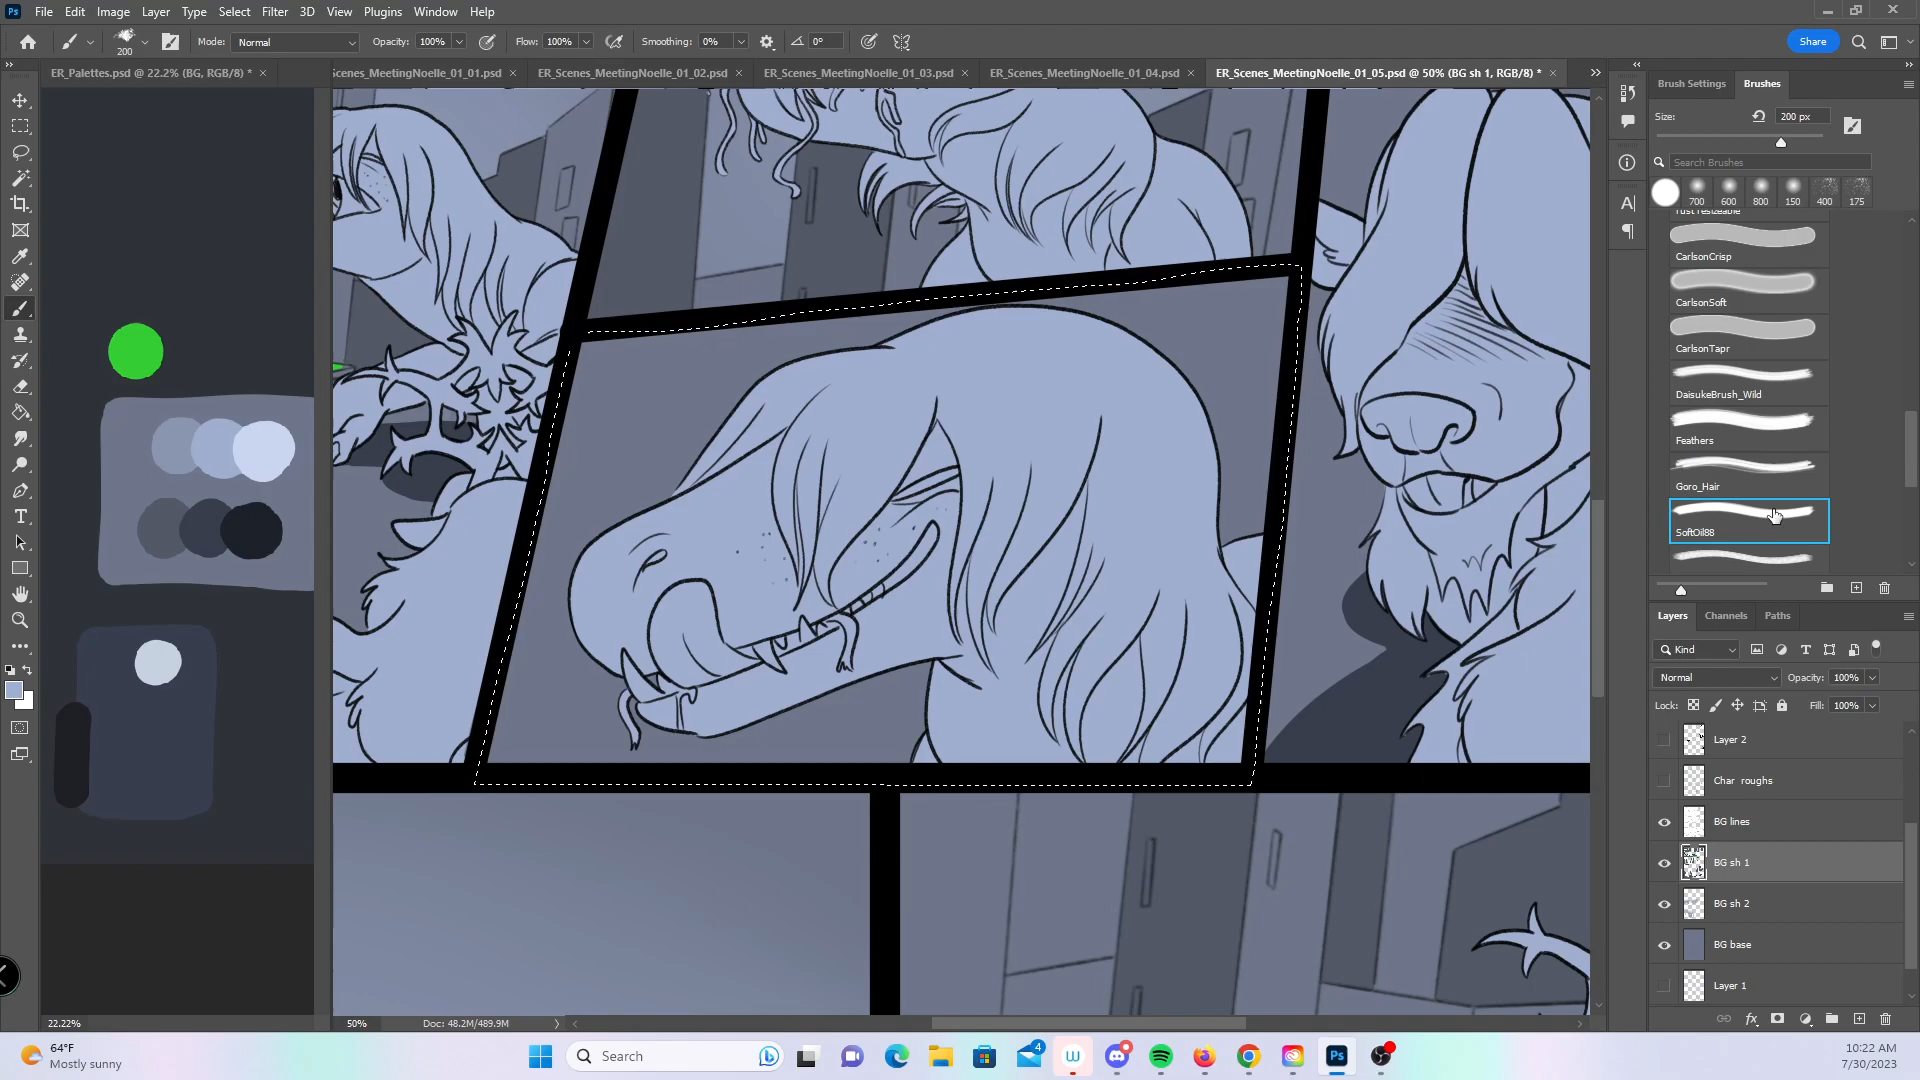 Ps File Edit Image Layer Type Select Filter 3D View Plugins Window Help
200 Mode: Normal Opacity: 100% Flow: 100% Smoothing: 0% 0° Share
ER_Palettes.psd @ 22.2% (BG, RGB/8) * × Scenes_MeetingNoelle_01_01.psd × ER_Scenes_MeetingNoelle_01_02.psd × ER_Scenes_MeetingNoelle_01_03.psd × ER_Scenes_MeetingNoelle_01_04.psd × ER_Scenes_MeetingNoelle_01_05.psd @ 50% (BG sh 1, RGB/8) * ×
Brush Settings Brushes
Size: 200 px
Search Brushes
700 600 800 150 400 175
CarlsonCrisp
CarlsonSoft
CarlsonTapr
DaisukeBrush_Wild
Feathers
Goro_Hair
SoftOil88
Layers Channels Paths
Kind
Normal Opacity: 100%
Lock: Fill: 100%
Layer 2
Char roughs
BG lines
BG sh 1
BG sh 2
BG base
Layer 1
22.22% 50% Doc: 48.2M/489.9M
64°F
Mostly sunny
Search
4
Ps
10:22 AM
7/30/2023